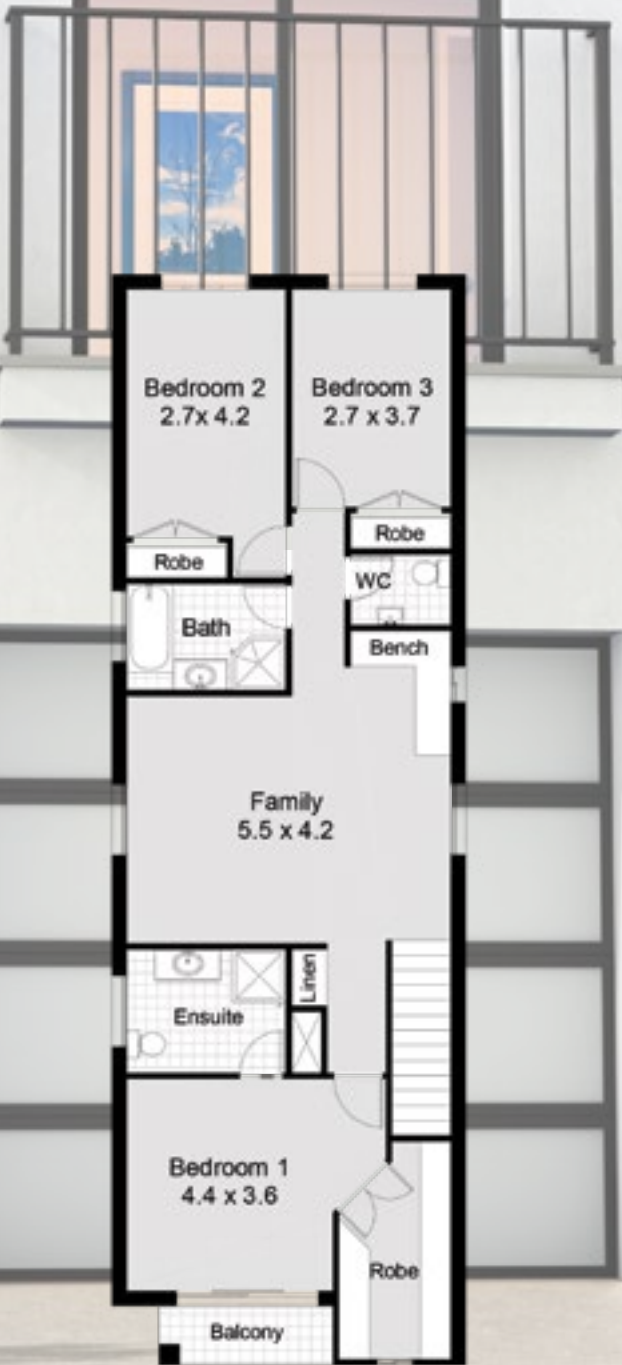 Bedroom 2
2.7x 4.2
Bedroom 3
2.7 x 3.7
Robe
Robe
WC
Bath
Bench
Family
5.5 x 4.2
Linen
Ensuite
Bedroom 1
4.4 x 3.6
Robe
Balcony